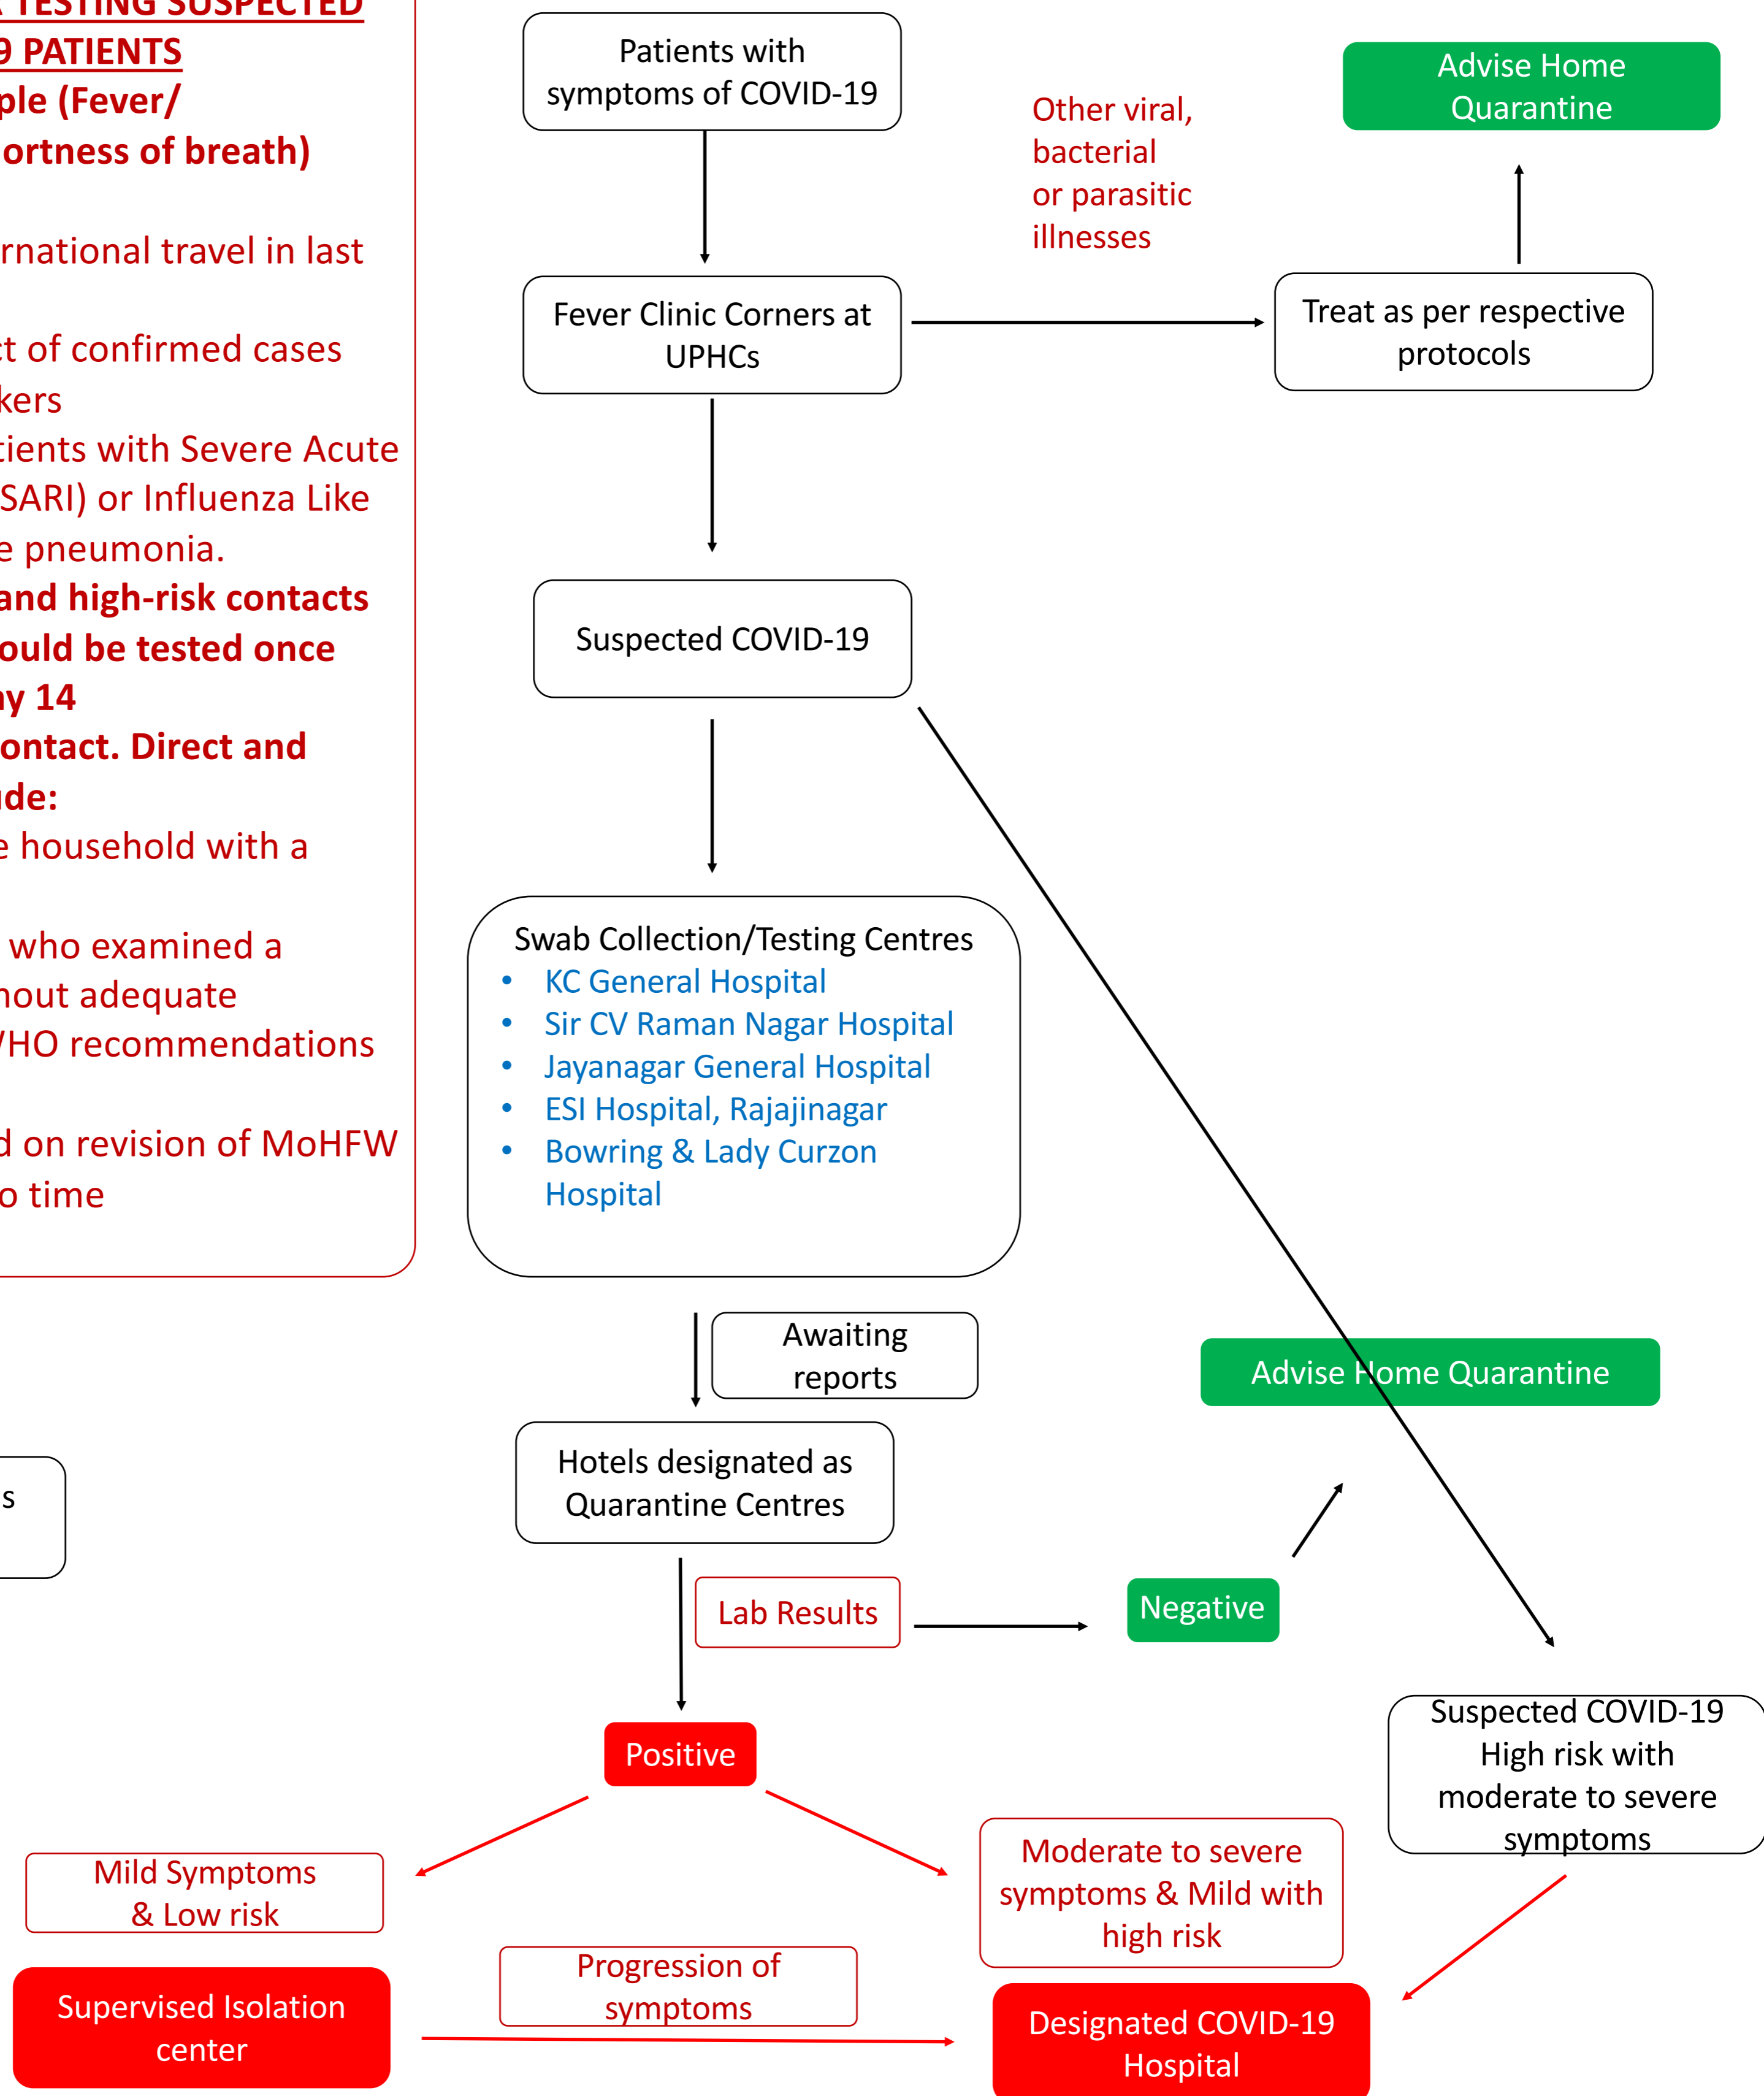 TESTING SUSPECTED
9 PATIENTS
ple (Fever/
ortness of breath)
ernational travel in last
ct of confirmed cases
kers
tients with Severe Acute
SARI) or Influenza Like
e pneumonia.
and high-risk contacts
ould be tested once
ay 14
ontact. Direct and
ude:
e household with a
who examined a
hout adequate
WHO recommendations
d on revision of MoHFW
o time
Patients with
symptoms of COVID-19
Other viral,
bacterial
or parasitic
illnesses
Advise Home
Quarantine
Fever Clinic Corners at
UPHCs
Treat as per respective
protocols
Suspected COVID-19
Swab Collection/Testing Centres
• KC General Hospital
• Sir CV Raman Nagar Hospital
• Jayanagar General Hospital
• ESI Hospital, Rajajinagar
• Bowring & Lady Curzon
Hospital
Awaiting
reports
Advise Home Quarantine
Hotels designated as
Quarantine Centres
s
Lab Results
Negative
Positive
Suspected COVID-19
High risk with
moderate to severe
symptoms
Mild Symptoms
& Low risk
Moderate to severe
symptoms & Mild with
high risk
Progression of
symptoms
Supervised Isolation
center
Designated COVID-19
Hospital